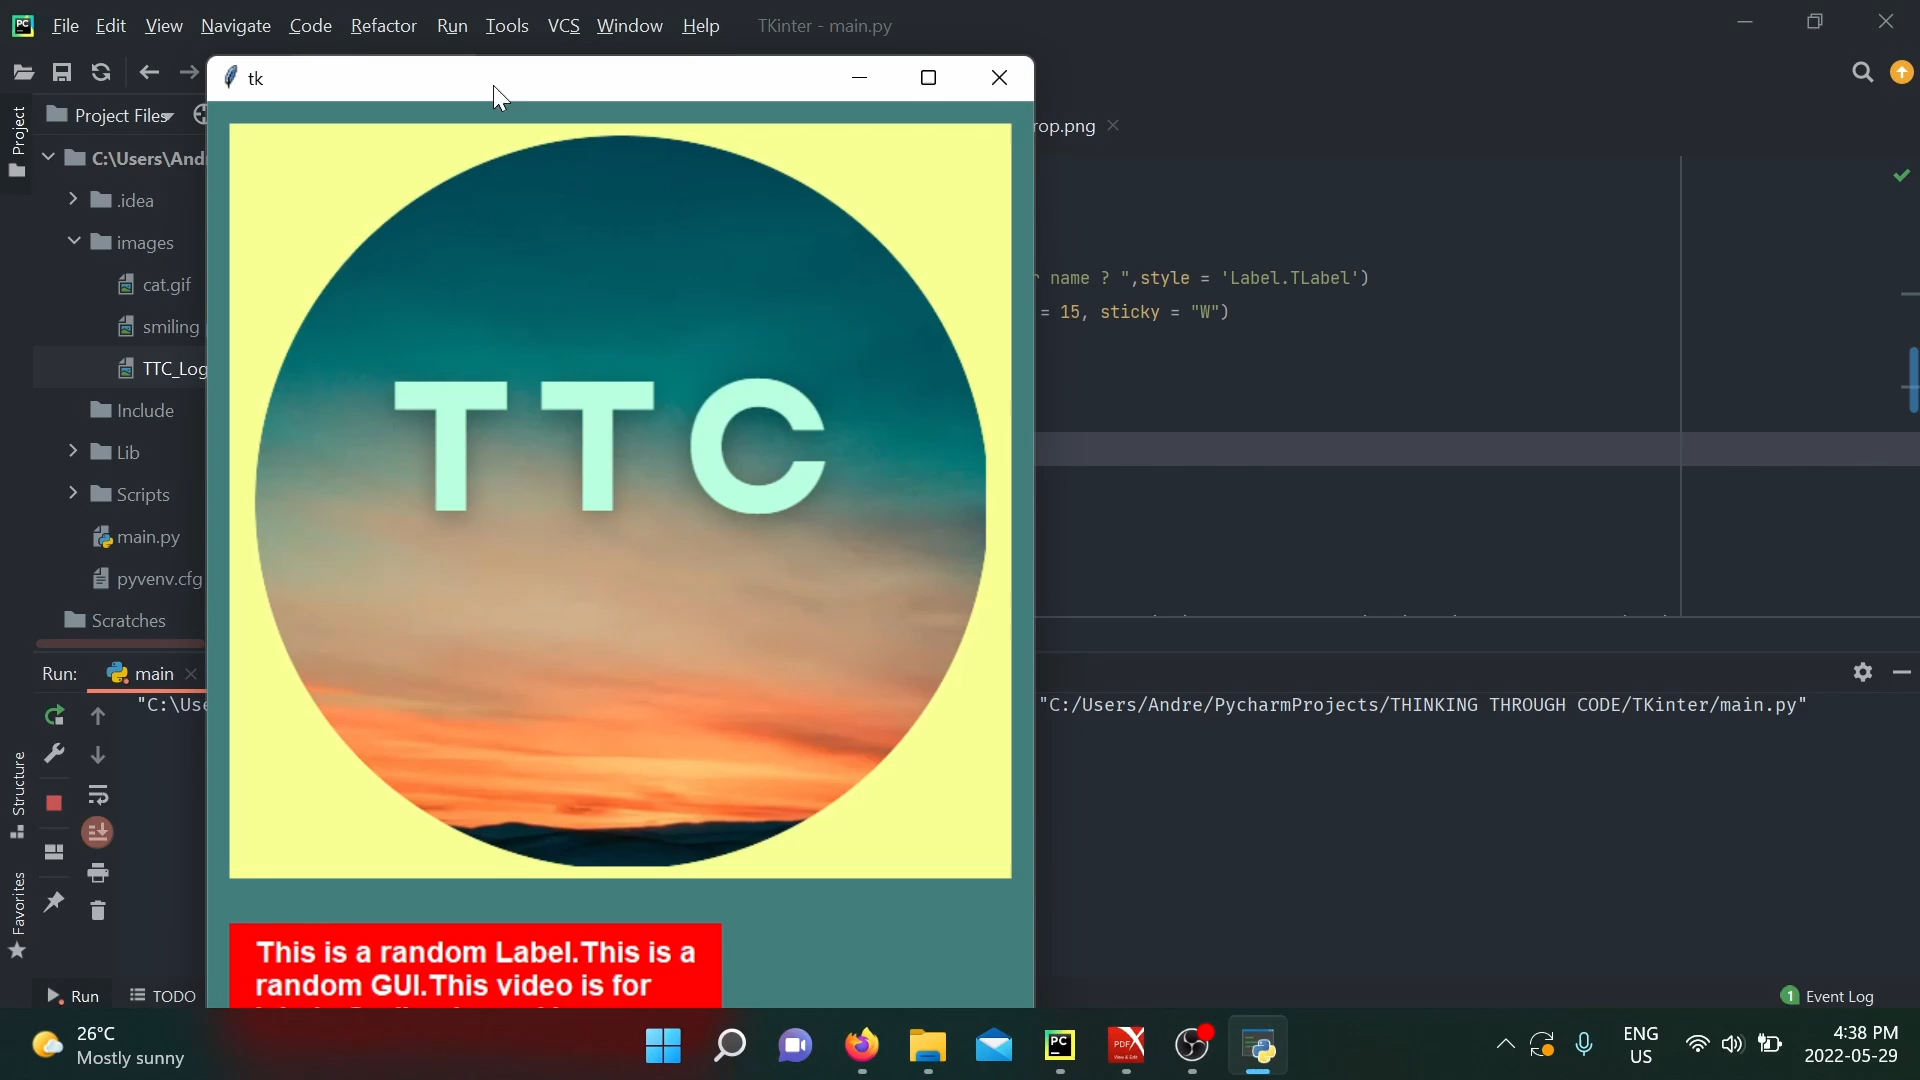 File Edit View Navigate Code Refactor Run Tools VCS Window Help TKinter - main.py
tk
Project Files
rop.png
Project
C:\Users\And
.idea
images
cat.gif
name ? ",style = 'Label.TLabel')
= 15, sticky = "W")
smiling
TTC_Log
TTC
Include
Lib
Scripts
main.py
pyvenv.cfg
Scratches
Run: main
"C:\Use "C:/Users/Andre/PycharmProjects/THINKING THROUGH CODE/TKinter/main.py"
Structure
Favorites
This is a random Label.This is a
random GUI.This video is for
Run TODO
1 Event Log
26°C
Mostly sunny
ENG
US
4:38 PM
2022-05-29